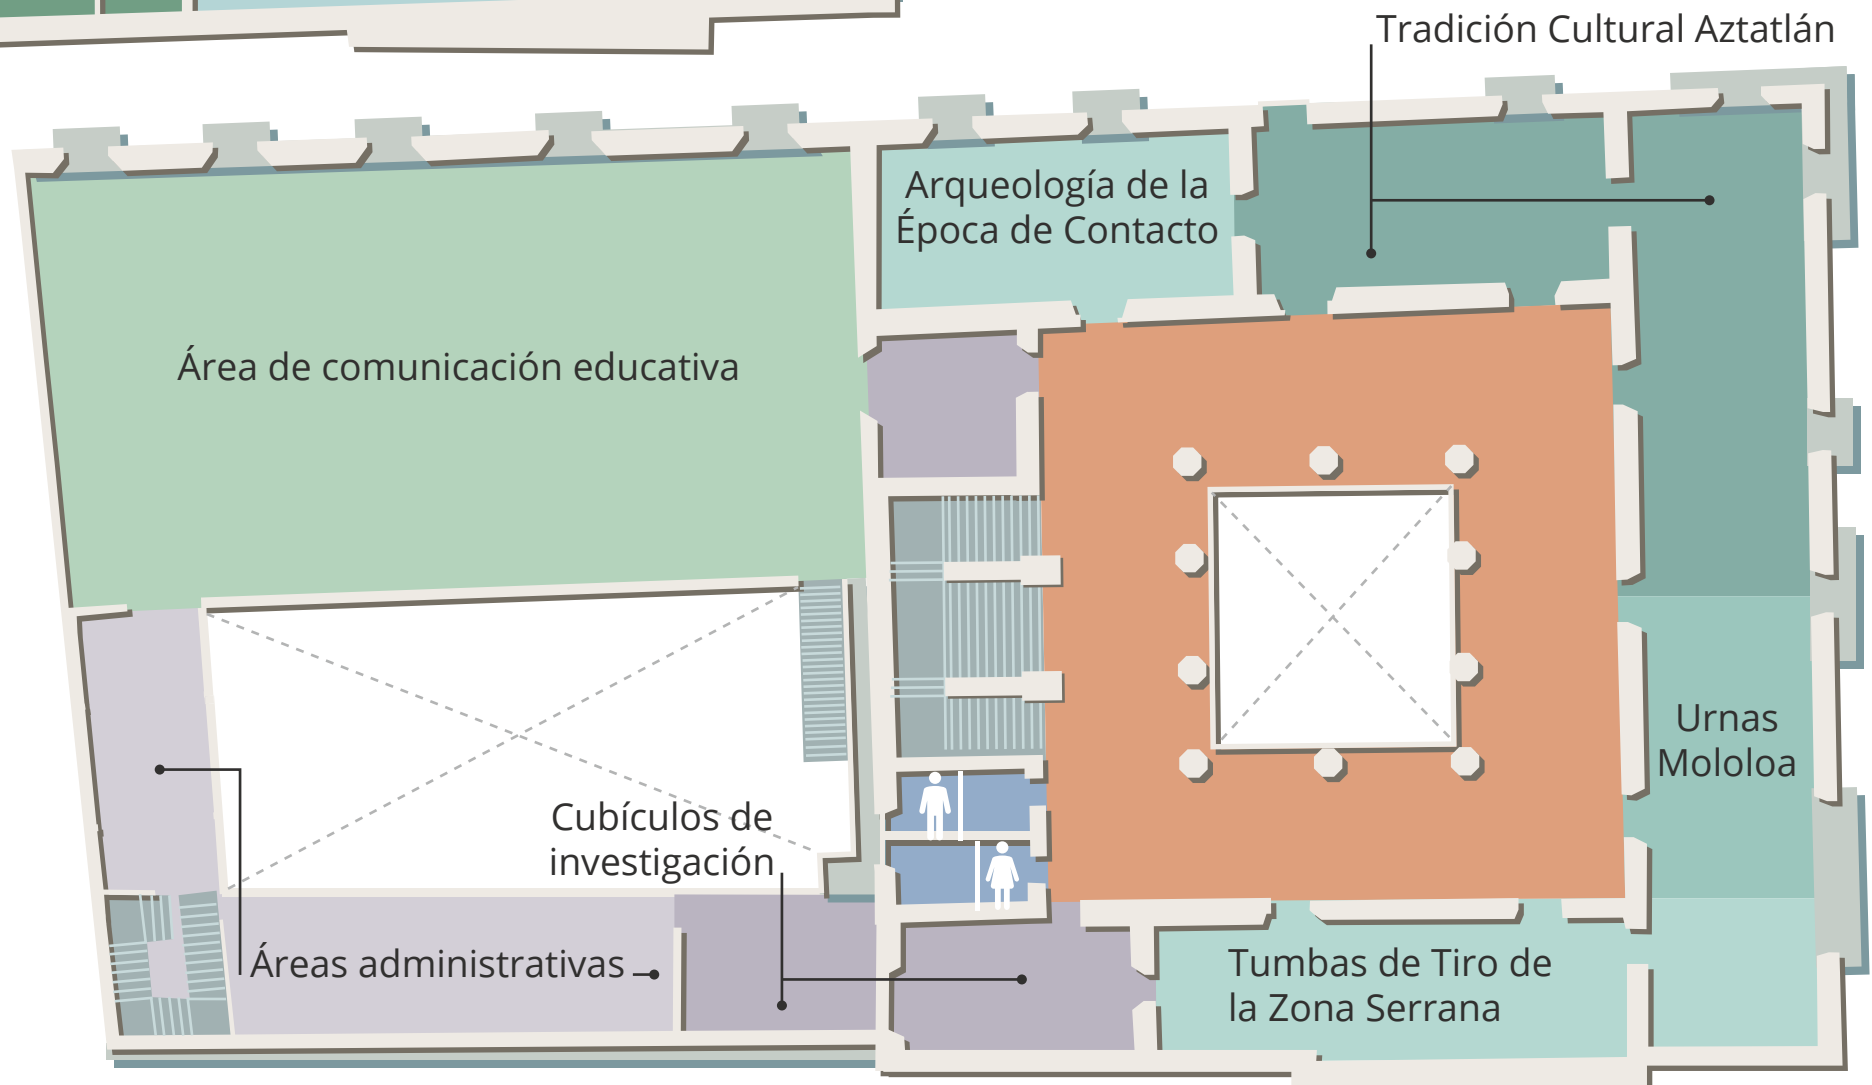 Tradición Cultural Aztatlán
Arqueología de la
Época de Contacto
Área de comunicación educativa
Urnas
Mololoa
Cubículos de
investigación
Áreas administrativas
Tumbas de Tiro de
la Zona Serrana